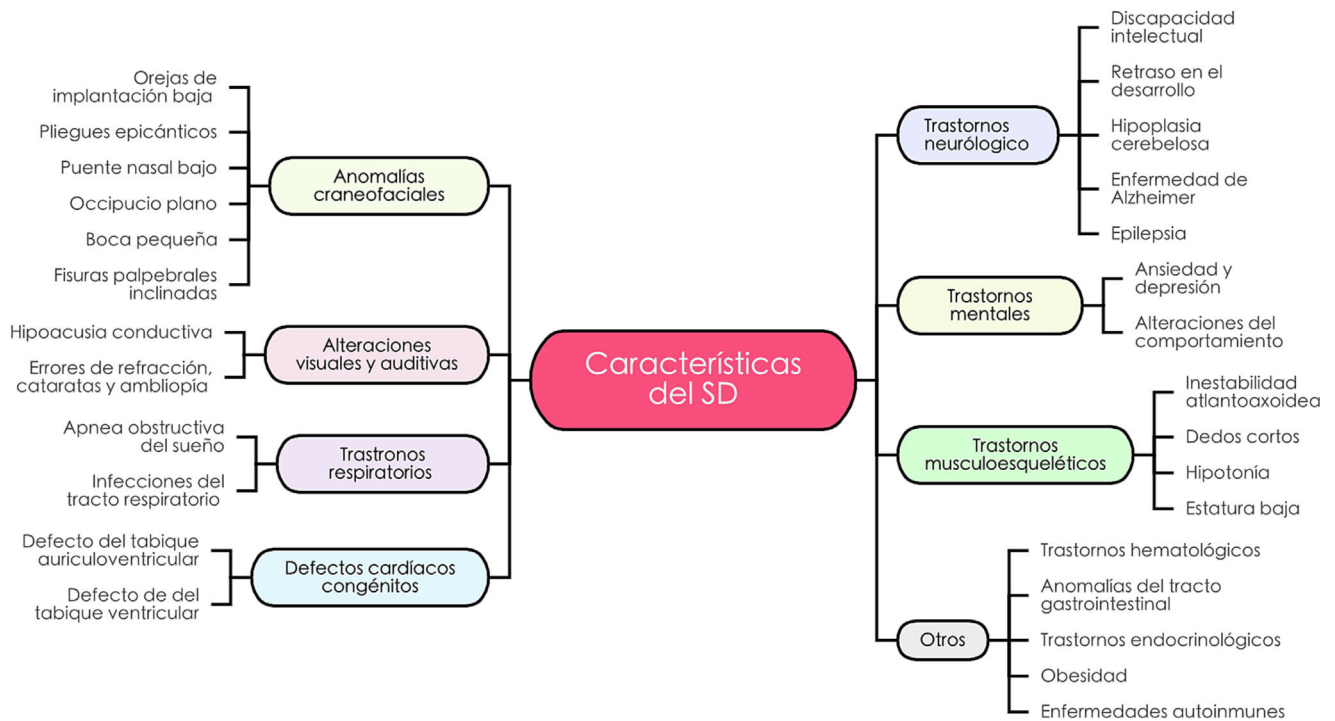 Características
del SD
Anomalías
craneofaciales
Orejas de
implantación baja
Pliegues epicánticos
Puente nasal bajo
Occipucio plano
Boca pequeña
Fisuras palpebrales
inclinadas
Alteraciones
visuales y auditivas
Hipoacusia conductiva
Errores de refracción,
cataratas y ambliopía
Trastronos
respiratorios
Apnea obstructiva
del sueño
Infecciones del
tracto respiratorio
Defectos cardíacos
congénitos
Defecto del tabique
auriculoventricular
Defecto de del
tabique ventricular
Trastornos
neurólogico
Discapacidad
intelectual
Retraso en el
desarrollo
Hipoplasia
cerebelosa
Enfermedad de
Alzheimer
Epilepsia
Trastornos
mentales
Ansiedad y
depresión
Alteraciones del
comportamiento
Trastornos
musculoesqueléticos
Inestabilidad
atlantoaxoidea
Dedos cortos
Hipotonía
Estatura baja
Otros
Trastornos hematológicos
Anomalías del tracto
gastrointestinal
Trastornos endocrinológicos
Obesidad
Enfermedades autoinmunes